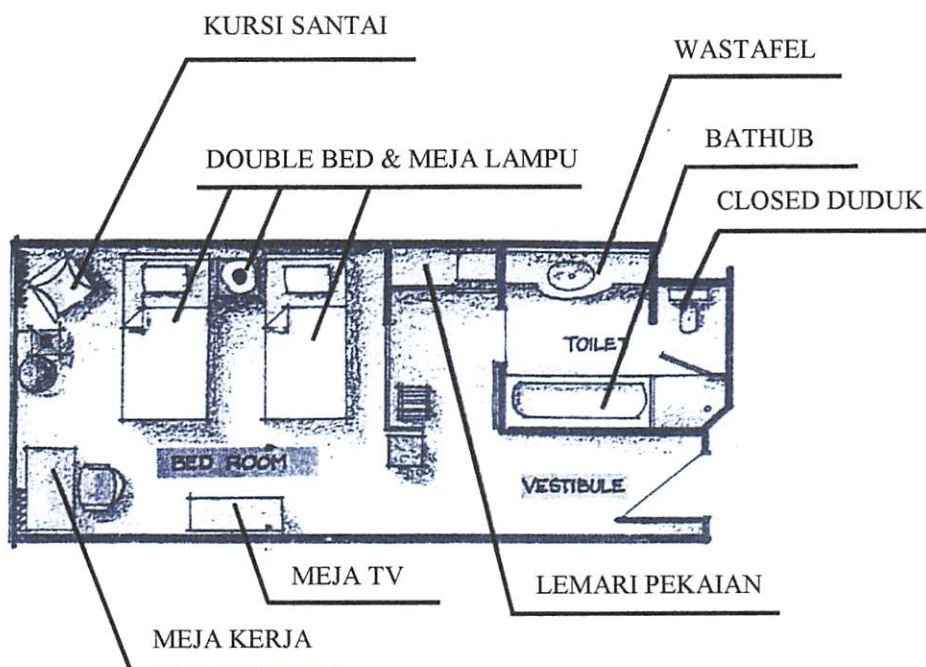 KURSI SANTAI
WASTAFEL
DOUBLE BED & MEJA LAMPU
BATHUB
CLOSED DUDUK
TOILET
BED ROOM
VESTIBULE
MEJA TV
LEMARI PEKAIAN
MEJA KERJA